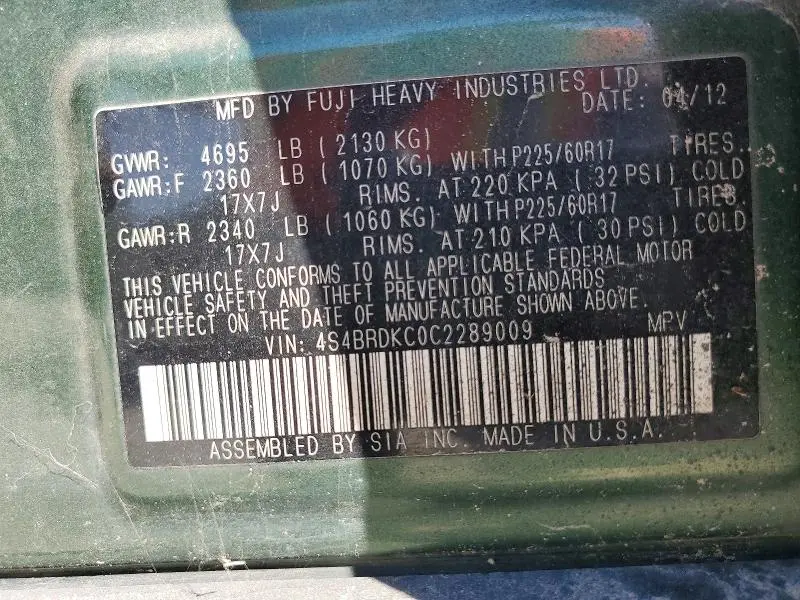 MFD BY FUJI HEAVY INDUSTRIES LTD.
DATE: 04/12
GVWR: 4695 LB ( 2130 KG)
GAWR:F 2360 LB ( 1070 KG) WITH P225/60R17 TIRES.
17X7J RIMS. AT 220 KPA ( 32 PSI) COLD
GAWR:R 2340 LB ( 1060 KG) WITH P225/60R17 TIRES.
17X7J RIMS. AT 210 KPA ( 30 PSI) COLD
THIS VEHICLE CONFORMS TO ALL APPLICABLE FEDERAL MOTOR
VEHICLE SAFETY AND THEFT PREVENTION STANDARDS
IN EFFECT ON THE DATE OF MANUFACTURE SHOWN ABOVE.
VIN: 4S4BRDKC0C2289009 MPV
ASSEMBLED BY SIA INC. MADE IN U.S.A.